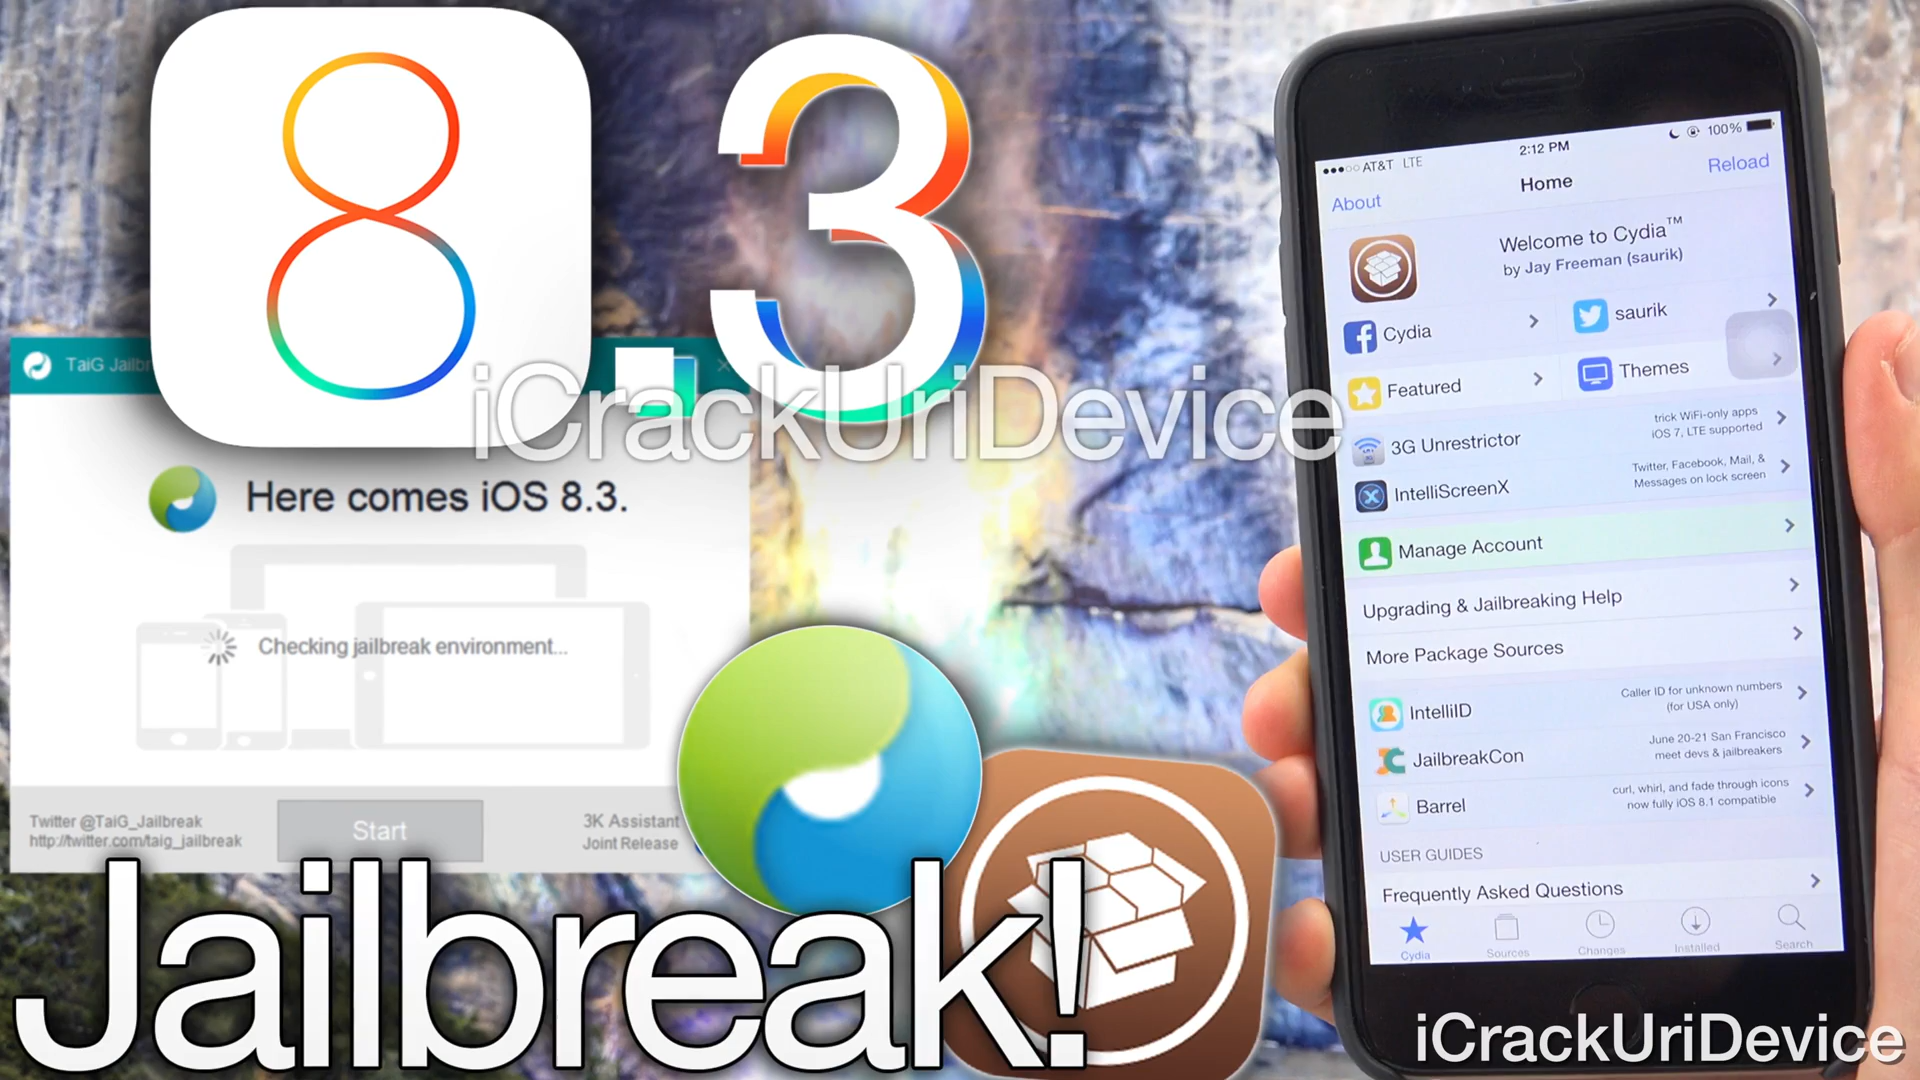 8.3
iCrackUriDevice
TaiG Jailbr
Here comes iOS 8.3.
Checking jailbreak environment...
Twitter @TaiG_Jailbreak
http://twitter.com/taig_jailbreak
Start
3K Assistant
Joint Release
Jailbreak!
AT&T LTE
2:12 PM
100%
About
Home
Reload
Welcome to Cydia™
by Jay Freeman (saurik)
Cydia
saurik
Featured
Themes
3G Unrestrictor
trick WiFi-only apps
iOS 7, LTE supported
IntelliScreenX
Twitter, Facebook, Mail, &
Messages on lock screen
Manage Account
Upgrading & Jailbreaking Help
More Package Sources
IntelliID
Caller ID for unknown numbers
(for USA only)
JailbreakCon
June 20-21 San Francisco
meet devs & jailbreakers
Barrel
curl, whirl, and fade through icons
now fully iOS 8.1 compatible
USER GUIDES
Frequently Asked Questions
Cydia
Sources
Changes
Installed
Search
iCrackUriDevice